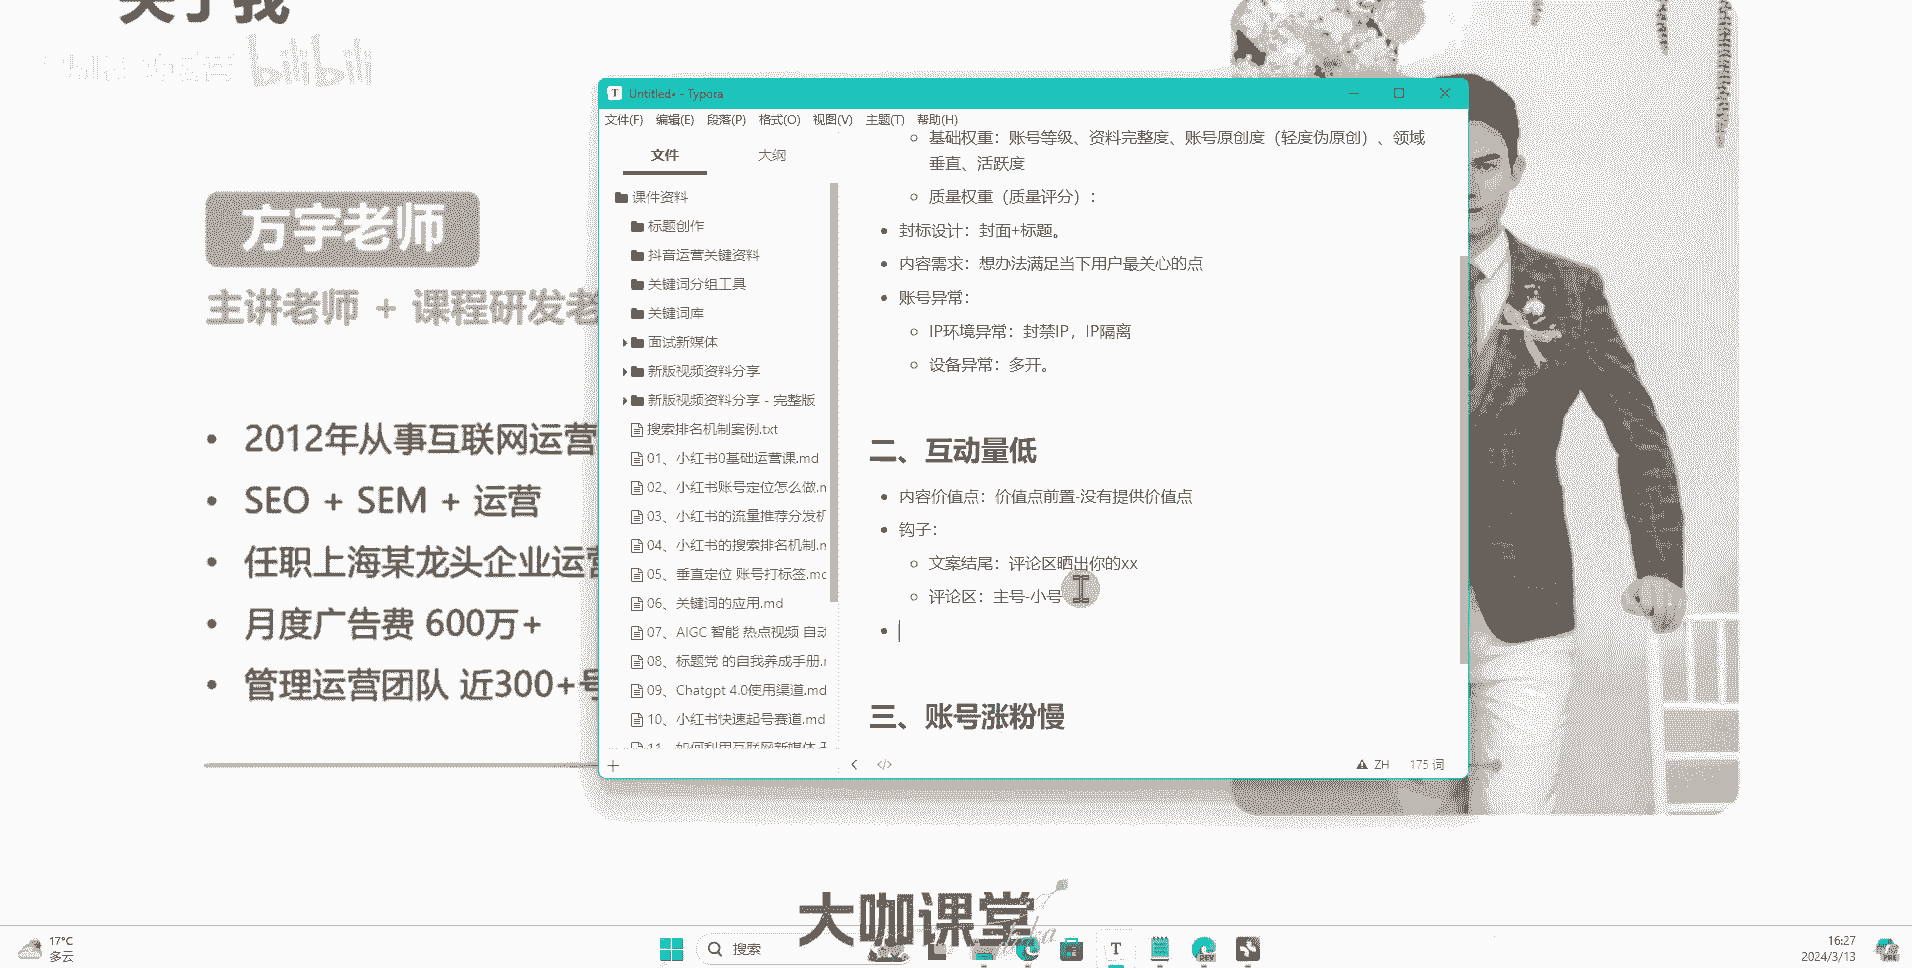 关于我
bilibili
方宇老师
主讲老师 + 课程研发老
2012年从事互联网运营
SEO + SEM + 运营
任职上海某龙头企业运营
月度广告费 600万+
管理运营团队 近300+号
T Untitled• - Typora
文件(F) 编辑(E) 段落(P) 格式(O) 视图(V) 主题(T) 帮助(H)
文件 大纲
课件资料
标题创作
抖音运营关键资料
关键词分组工具
关键词库
面试新媒体
新版视频资料分享
新版视频资料分享 - 完整版
搜索排名机制案例.txt
01、小红书0基础运营课.md
02、小红书账号定位怎么做.m
03、小红书的流量推荐分发机
04、小红书的搜索排名机制.m
05、垂直定位 账号打标签.md
06、关键词的应用.md
07、AIGC 智能 热点视频 自动
08、标题党 的自我养成手册.m
09、Chatgpt 4.0使用渠道.md
10、小红书快速起号赛道.md
11、如何利用互联网新媒体
基础权重：账号等级、资料完整度、账号原创度（轻度伪原创）、领域
垂直、活跃度
质量权重（质量评分）：
封标设计：封面+标题。
内容需求：想办法满足当下用户最关心的点
账号异常：
IP环境异常：封禁IP，IP隔离
设备异常：多开。
二、互动量低
内容价值点：价值点前置-没有提供价值点
钩子：
文案结尾：评论区晒出你的xx
评论区：主号-小号
三、账号涨粉慢
ZH 175 词
大咖课堂
17°C
多云
搜索
16:27
2024/3/13